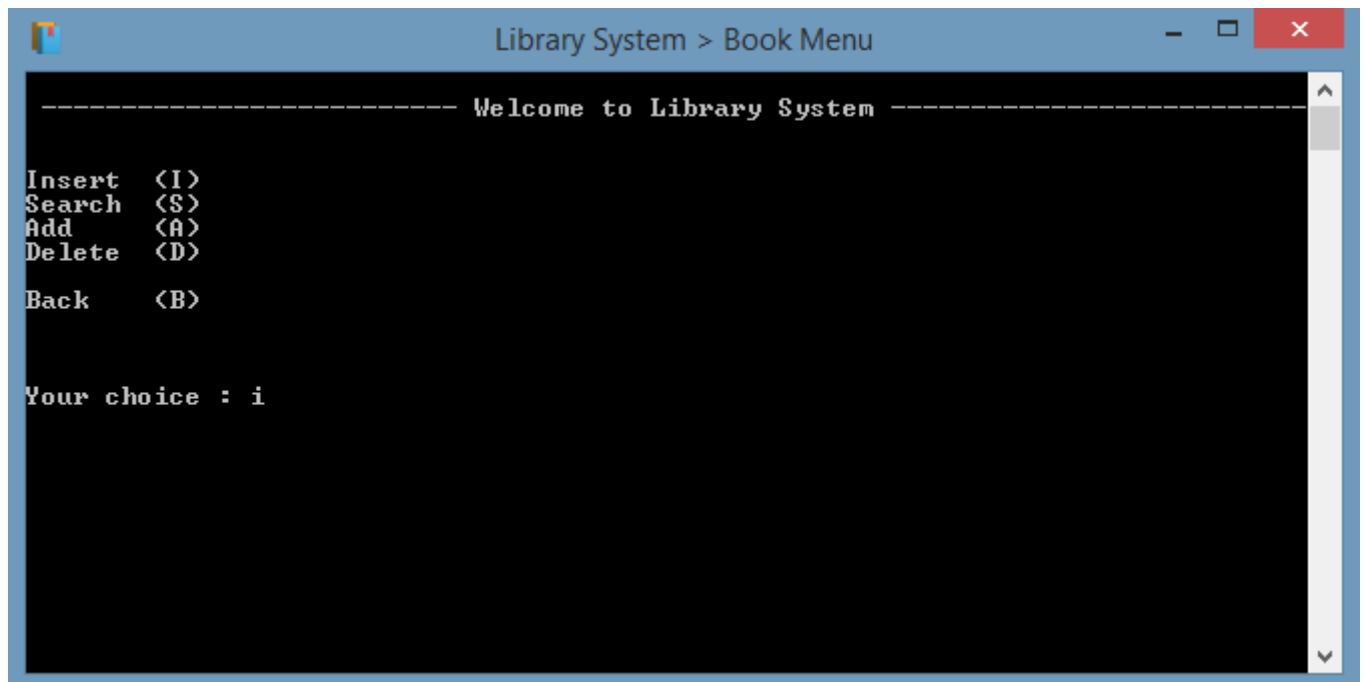 Library System > Book Menu
-------------------------- Welcome to Library System --------------------------
Insert (I)
Search (S)
Add (A)
Delete (D)
Back (B)
Your choice : i